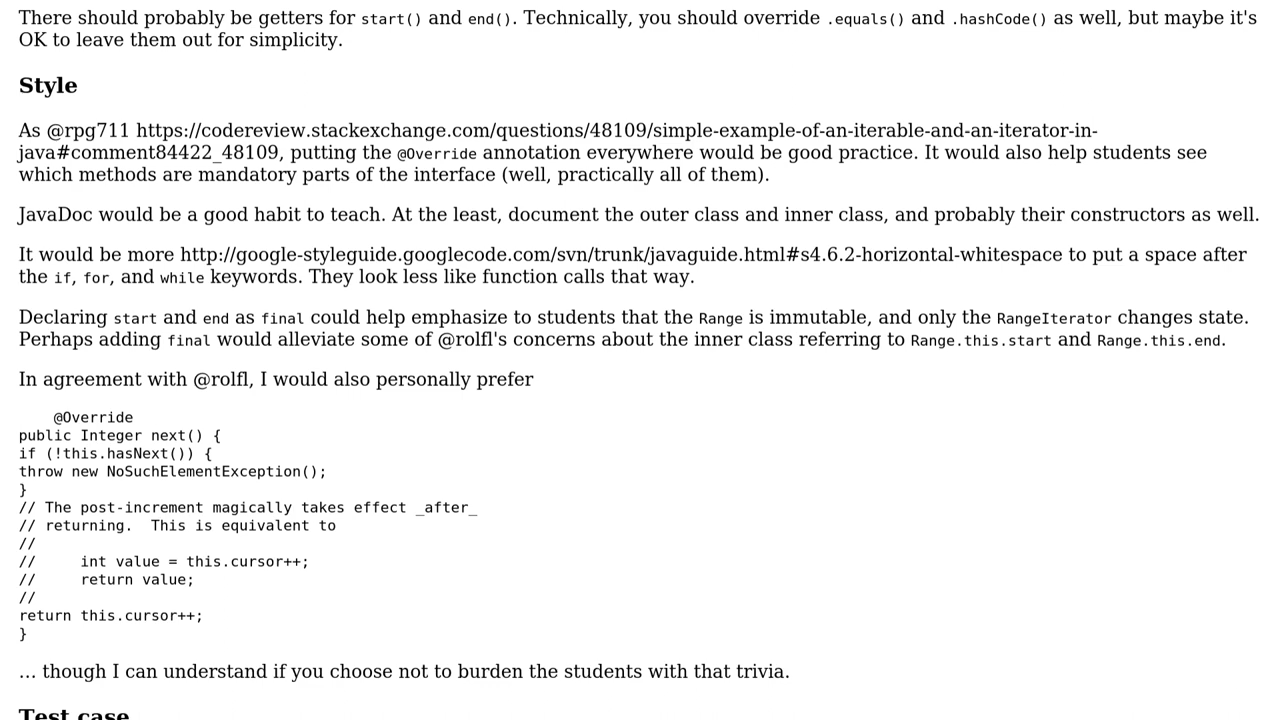 There should probably be getters for start() and end(). Technically, you should override .equals() and .hashCode() as well, but maybe it's
OK to leave them out for simplicity.
Style
As @rpg711 https://codereview.stackexchange.com/questions/48109/simple-example-of-an-iterable-and-an-iterator-in-
java#comment84422_48109, putting the @Override annotation everywhere would be good practice. It would also help students see
which methods are mandatory parts of the interface (well, practically all of them).
JavaDoc would be a good habit to teach. At the least, document the outer class and inner class, and probably their constructors as well.
It would be more http://google-styleguide.googlecode.com/svn/trunk/javaguide.html#s4.6.2-horizontal-whitespace to put a space after
the if, for, and while keywords. They look less like function calls that way.
Declaring start and end as final could help emphasize to students that the Range is immutable, and only the RangeIterator changes state.
Perhaps adding final would alleviate some of @rolfl's concerns about the inner class referring to Range.this.start and Range.this.end.
In agreement with @rolfl, I would also personally prefer
    @Override
public Integer next() {
if (!this.hasNext()) {
throw new NoSuchElementException();
}
// The post-increment magically takes effect _after_
// returning.  This is equivalent to
//
//     int value = this.cursor++;
//     return value;
//
return this.cursor++;
}
... though I can understand if you choose not to burden the students with that trivia.
Test case